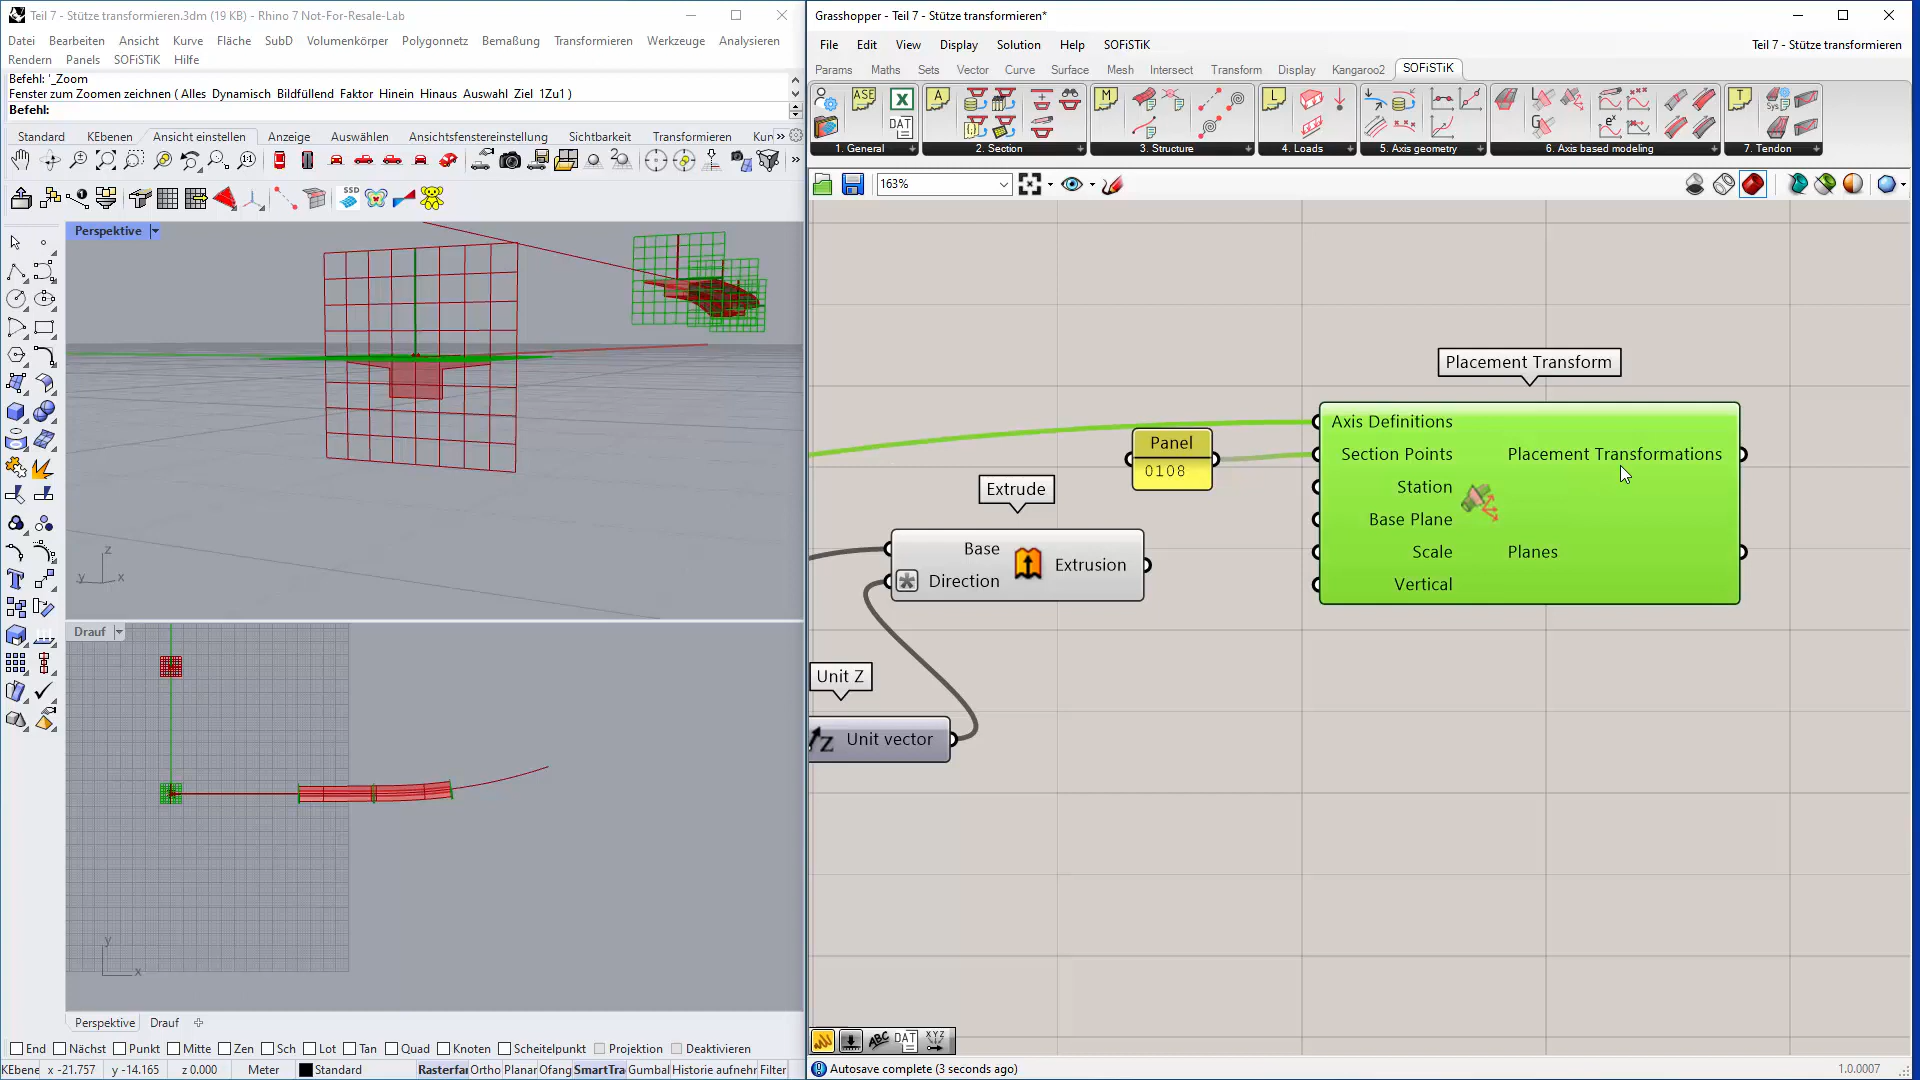 Teil 7 - Stütze transformieren.3dm (19 KB) - Rhino 7 Not-For-Resale-Lab
Datei Bearbeiten Ansicht Kurve Fläche SubD Volumenkörper Polygonnetz Bemaßung Transformieren Werkzeuge Analysieren
Rendern Panels SOFiSTiK Hilfe
Befehl: '_Zoom
Fenster zum Zoomen zeichnen ( Alles Dynamisch Bildfüllend Faktor Hinein Hinaus Auswahl Ziel 1Zu1 )
Befehl:
Standard KEbenen Ansicht einstellen Anzeige Auswählen Ansichtsfenstereinstellung Sichtbarkeit Transformieren Kun
SSD
Perspektive
z
y x
Drauf
y
x
Perspektive Drauf
End Nächst Punkt Mitte Zen Sch Lot Tan Quad Knoten Scheitelpunkt Projektion Deaktivieren
KEbene x -21.757 y -14.165 z 0.000 Meter Standard Rasterfan Ortho Planar Ofang SmartTra Gumbal Historie aufnehr Filter
Grasshopper - Teil 7 - Stütze transformieren*
File Edit View Display Solution Help SOFiSTiK
Teil 7 - Stütze transformieren
Params Maths Sets Vector Curve Surface Mesh Intersect Transform Display Kangaroo2 SOFiSTiK
ASE
DAT
1. General 2. Section 3. Structure 4. Loads 5. Axis geometry 6. Axis based modeling 7. Tendon
163%
Placement Transform
Axis Definitions
Section Points
Station
Base Plane
Scale
Vertical
Placement Transformations
Planes
Panel
0108
Extrude
Base
Direction
Extrusion
Unit Z
Unit vector
ABC DAT XYZ
Autosave complete (3 seconds ago)
1.0.0007